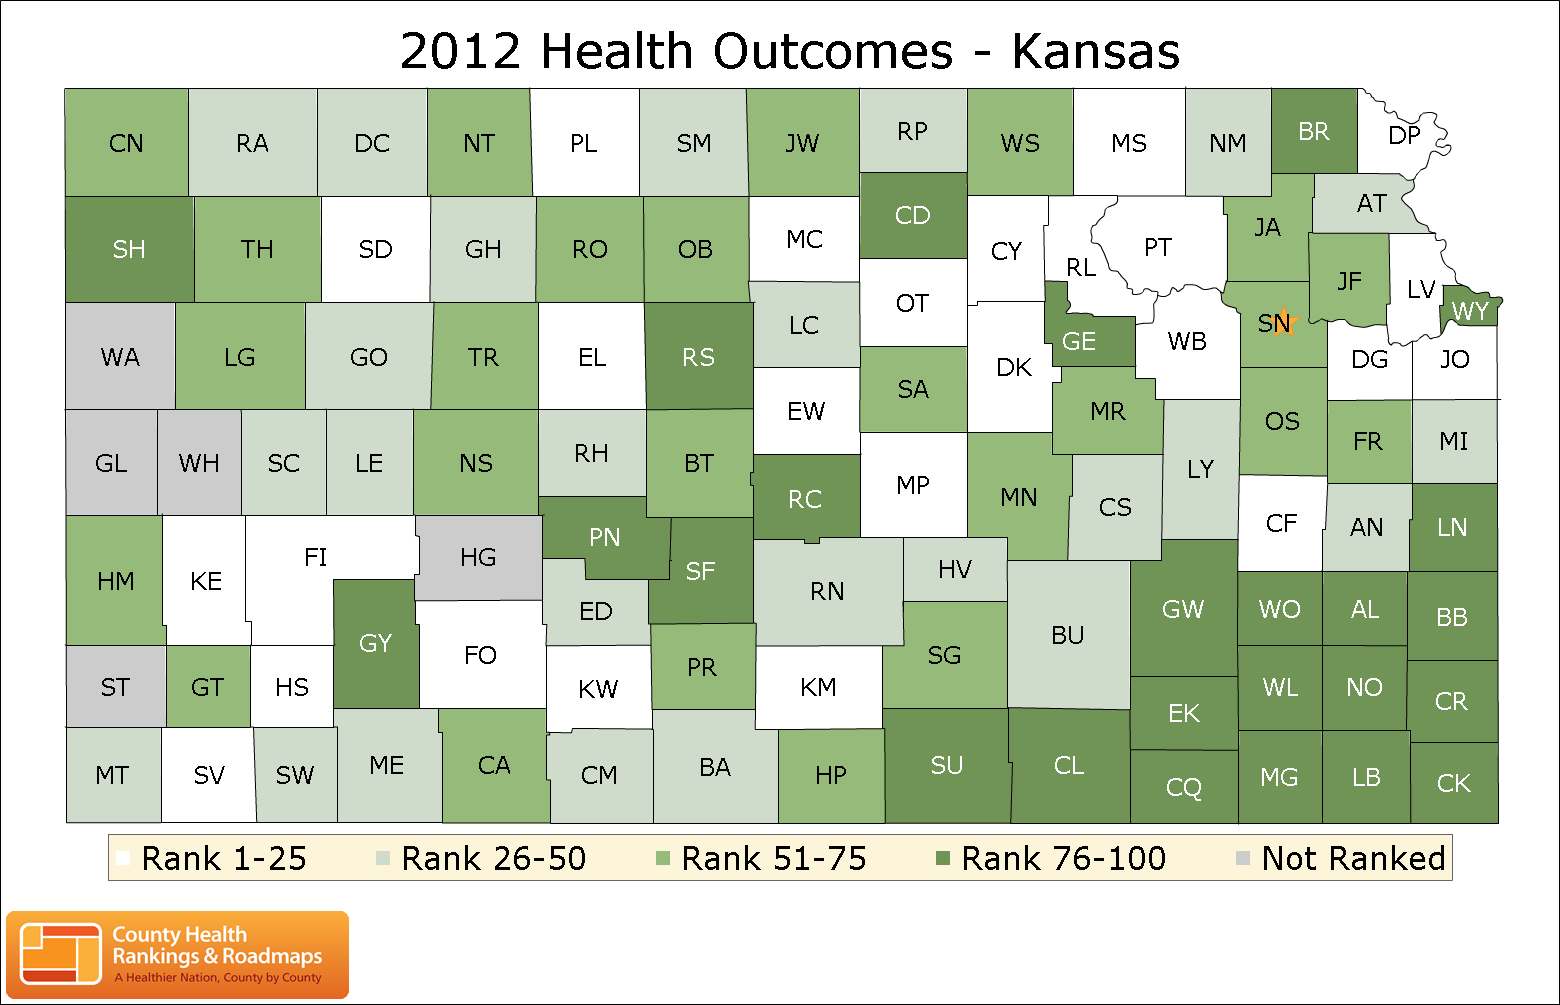 2012 Health Outcomes - Kansas
CN RA DC NT PL SM JW RP WS MS NM BR DP
SH TH SD GH RO OB MC CD CY RL PT JA AT
WA LG GO TR EL RS LC OT DK GE WB SN JF LV WY
GL WH SC LE NS RH BT EW SA MR OS DG JO
HM KE FI HG PN SF RC MP MN CS LY CF FR MI
GY FO ED RN HV BU GW WO AN LN
ST GT HS KW PR KM SG EK WL AL BB
MT SV SW ME CA CM BA HP SU CL CQ MG NO CR
LB CK
Rank 1-25 Rank 26-50 Rank 51-75 Rank 76-100 Not Ranked
County Health
Rankings & Roadmaps
A Healthier Nation, County by County